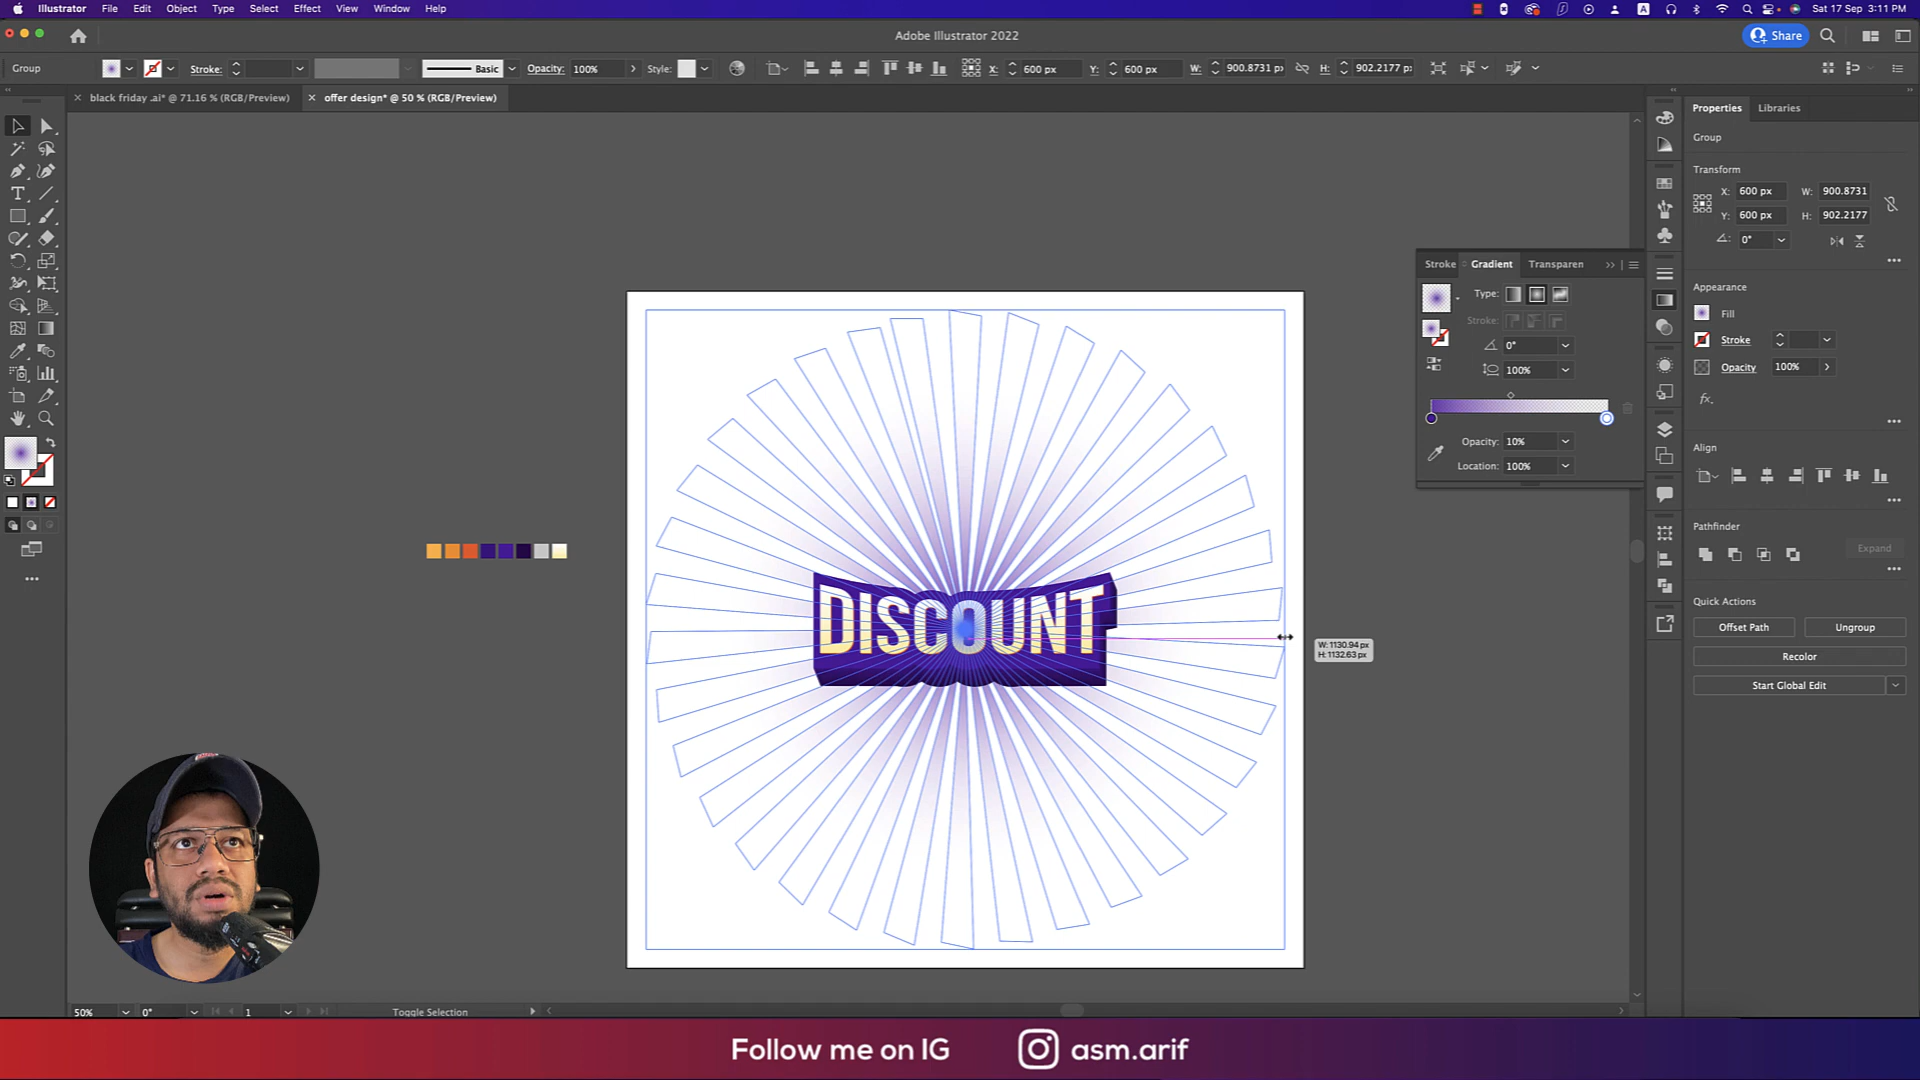 Illustrator File Edit Object Type Select Effect View Window Help
A
Sat 17 Sep 3:11 PM
Adobe Illustrator 2022
Share
Group
Stroke:
Basic
Opacity: 100%
Style:
X: 600 px
Y: 600 px
W: 900.8731 p
H: 902.2177 p
× black friday .ai* @ 71.16 % (RGB/Preview)
× offer design* @ 50 % (RGB/Preview)
Properties Libraries
Group
Transform
X: 600 px W: 900.8731
Y: 600 px H: 902.2177
0°
Stroke Gradient Transparen
Type:
Stroke:
0°
100%
Opacity: 10%
Location: 100%
Appearance
Fill
Stroke
Opacity 100%
fx.
Align
Pathfinder
Expand
Quick Actions
Offset Path Ungroup
Recolor
Start Global Edit
DISCOUNT
W: 1130.94 px
H: 1132.63 px
50% 0° 1 Toggle Selection
Follow me on IG asm.arif